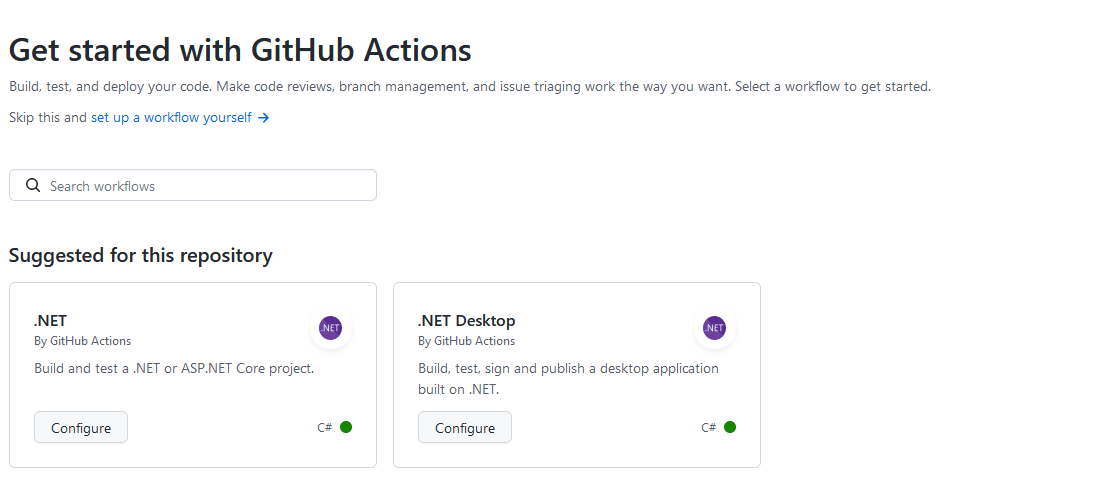 Get started with GitHub Actions
Build, test, and deploy your code. Make code reviews, branch management, and issue triaging work the way you want. Select a workflow to get started.
Skip this and set up a workflow yourself →
Search workflows
Suggested for this repository
.NET
By GitHub Actions
.NET
Build and test a .NET or ASP.NET Core project.
Configure
C#
.NET Desktop
By GitHub Actions
.NET
Build, test, sign and publish a desktop application
built on .NET.
Configure
C#